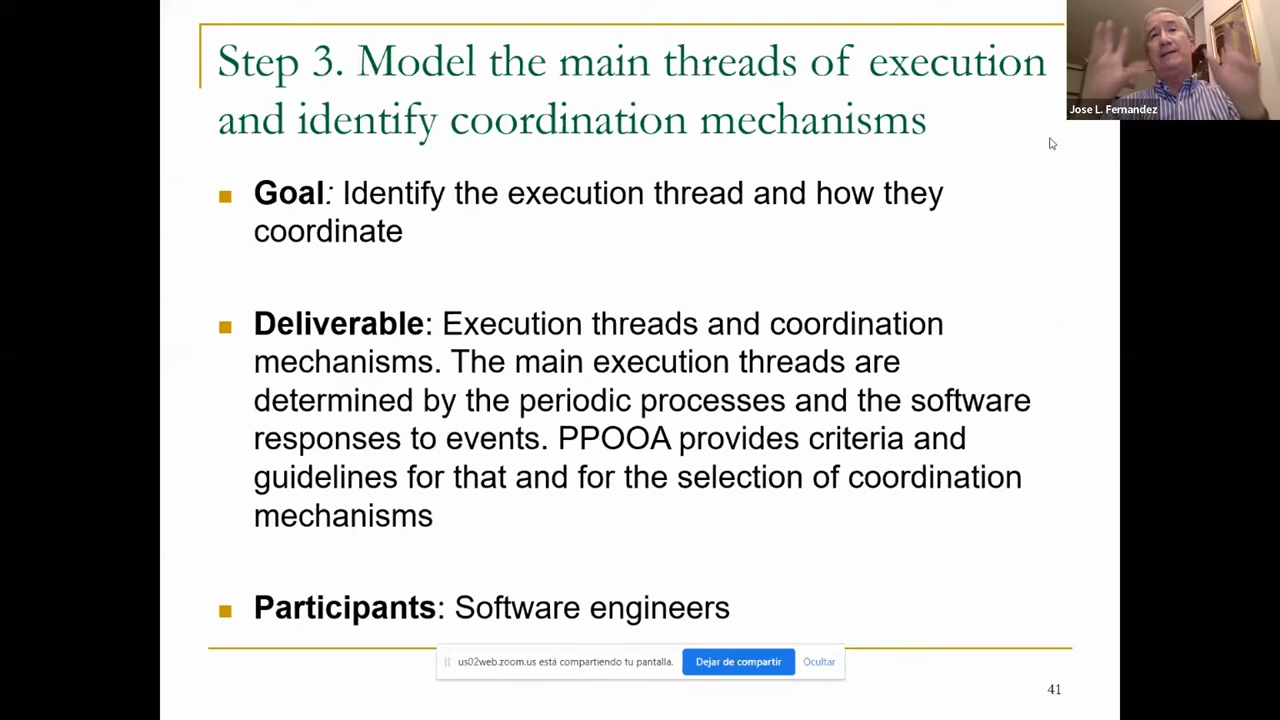 Step 3. Model the main threads of execution
and identify coordination mechanisms
Jose L. Fernandez
Goal: Identify the execution thread and how they
coordinate
Deliverable: Execution threads and coordination
mechanisms. The main execution threads are
determined by the periodic processes and the software
responses to events. PPOOA provides criteria and
guidelines for that and for the selection of coordination
mechanisms
Participants: Software engineers
us02web.zoom.us está compartiendo tu pantalla. Dejar de compartir Ocultar
41